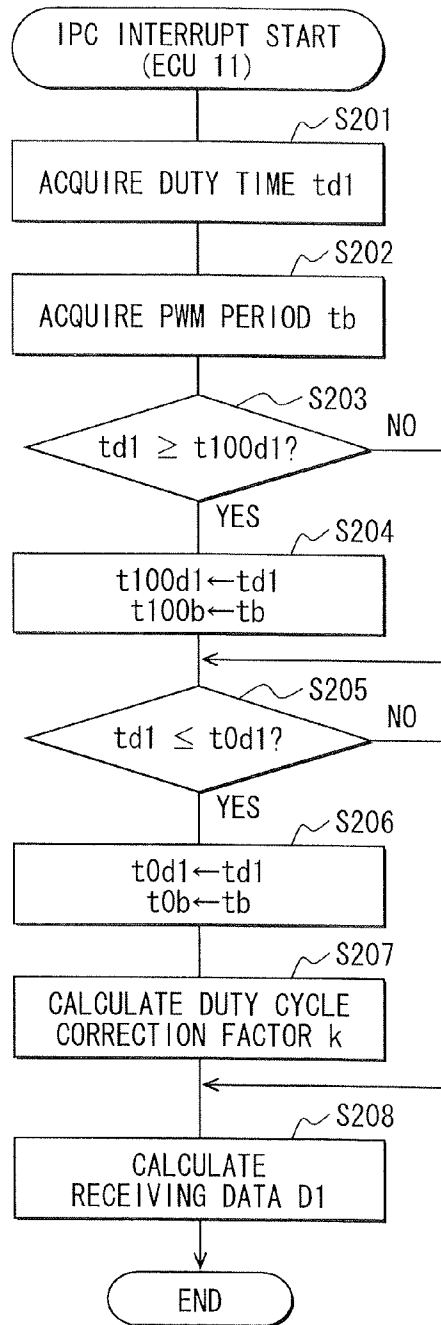 IPC INTERRUPT START
(ECU 11)
S201
ACQUIRE DUTY TIME td1
S202
ACQUIRE PWM PERIOD tb
S203
td1 ≥ t100d1?
NO
YES
S204
t100d1←td1
t100b←tb
S205
td1 ≤ t0d1?
NO
YES
S206
t0d1←td1
t0b←tb
S207
CALCULATE DUTY CYCLE
CORRECTION FACTOR k
S208
CALCULATE
RECEIVING DATA D1
END